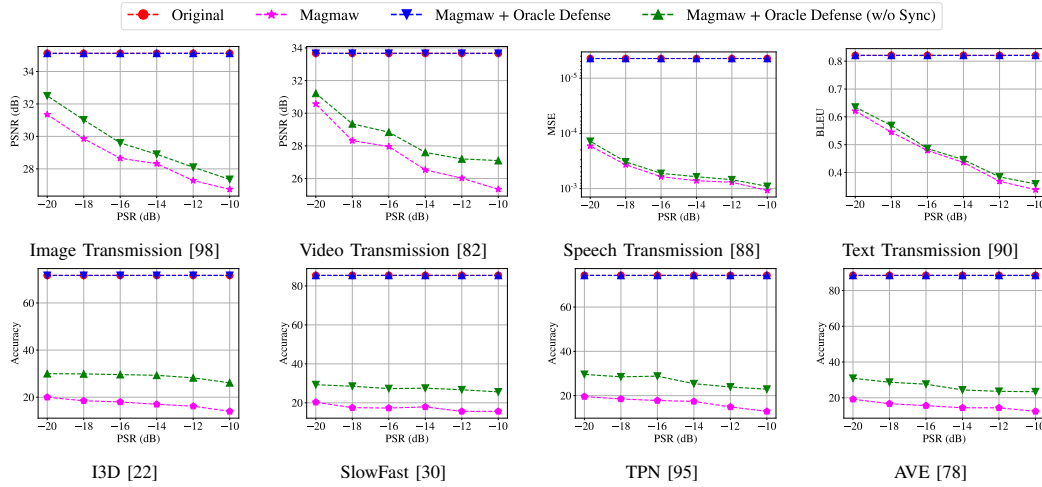 Original Magmaw Magmaw + Oracle Defense Magmaw + Oracle Defense (w/o Sync)
PSNR (dB)
34
32
30
28
−20 −18 −16 −14 −12 −10
PSR (dB)
Image Transmission [98]
PSNR (dB)
34
32
30
28
26
−20 −18 −16 −14 −12 −10
PSR (dB)
Video Transmission [82]
MSE
10⁻⁵
10⁻⁴
10⁻³
−20 −18 −16 −14 −12 −10
PSR (dB)
Speech Transmission [88]
BLEU
0.8
0.7
0.6
0.5
0.4
−20 −18 −16 −14 −12 −10
PSR (dB)
Text Transmission [90]
Accuracy
60
40
20
−20 −18 −16 −14 −12 −10
PSR (dB)
I3D [22]
Accuracy
80
60
40
20
−20 −18 −16 −14 −12 −10
PSR (dB)
SlowFast [30]
Accuracy
60
40
20
−20 −18 −16 −14 −12 −10
PSR (dB)
TPN [95]
Accuracy
80
60
40
20
−20 −18 −16 −14 −12 −10
PSR (dB)
AVE [78]